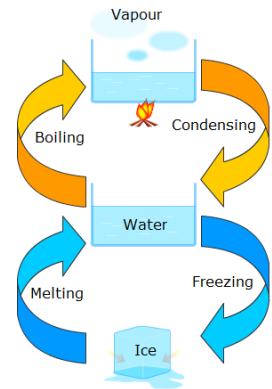 Vapour
Boiling
Condensing
Water
Melting
Freezing
Ice